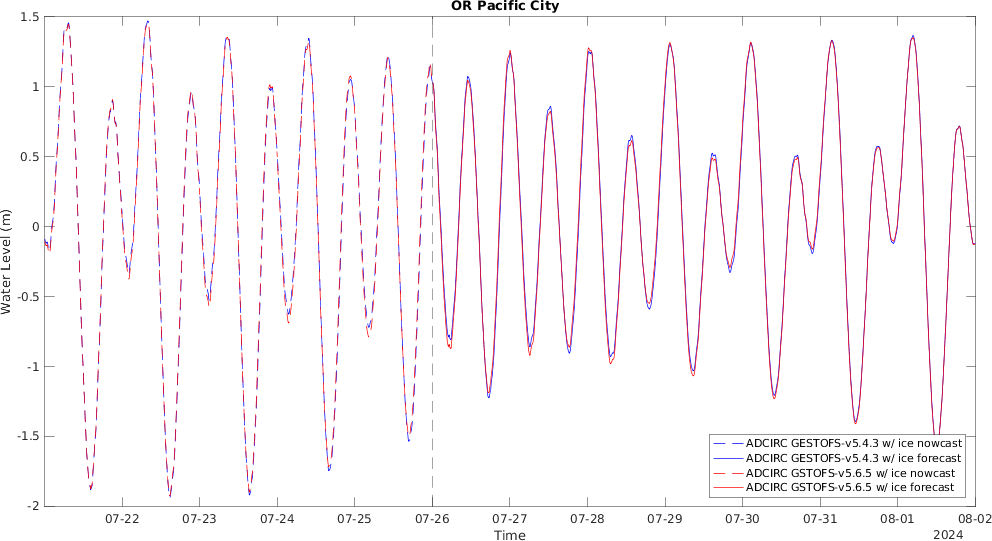 OR Pacific City
1.5
1
0.5
0
-0.5
-1
-1.5
-2
Water Level (m)
ADCIRC GESTOFS-v5.4.3 w/ ice nowcast
ADCIRC GESTOFS-v5.4.3 w/ ice forecast
ADCIRC GSTOFS-v5.6.5 w/ ice nowcast
ADCIRC GSTOFS-v5.6.5 w/ ice forecast
07-22 07-23 07-24 07-25 07-26 07-27 07-28 07-29 07-30 07-31 08-01 08-02
Time 2024